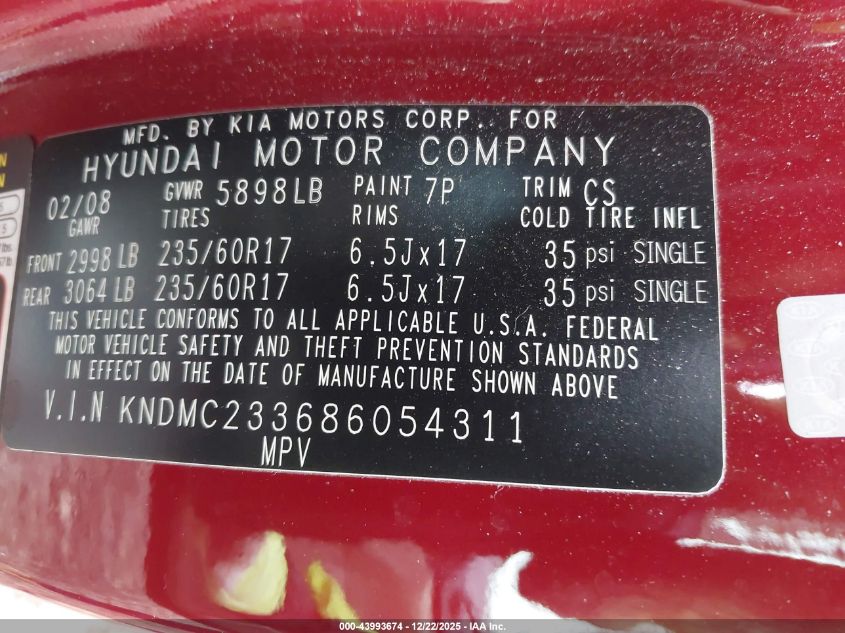 MFD. BY KIA MOTORS CORP.. FOR
HYUNDAI MOTOR COMPANY
02/08 GVWR 5898LB PAINT 7P TRIM CS
GAWR TIRES RIMS COLD TIRE INFL
FRONT 2998 LB 235/60R17 6.5Jx17 35 psi SINGLE
REAR 3064 LB 235/60R17 6.5Jx17 35 psi SINGLE
THIS VEHICLE CONFORMS TO ALL APPLICABLE U.S.A. FEDERAL
MOTOR VEHICLE SAFETY AND THEFT PREVENTION STANDARDS
IN EFFECT ON THE DATE OF MANUFACTURE SHOWN ABOVE
V.I.N KNDMC233686054311
MPV
KIA
000-43993674 - 12/22/2025 - IAA Inc.